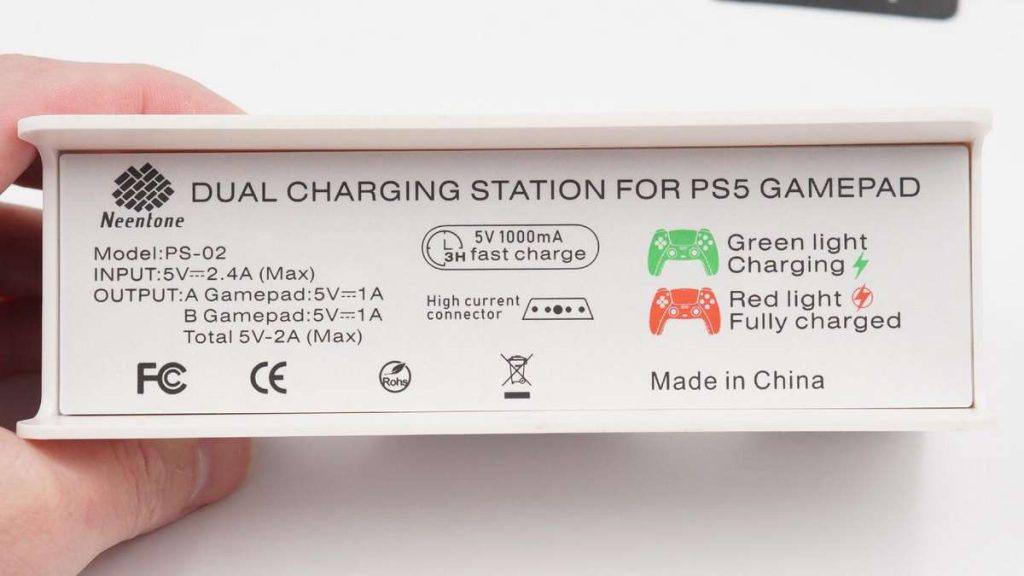 Neentone
DUAL CHARGING STATION FOR PS5 GAMEPAD
Model:PS-02
INPUT:5V⎓2.4A (Max)
OUTPUT:A Gamepad:5V⎓1A
B Gamepad:5V⎓1A
Total 5V-2A (Max)
5V 1000mA
3H fast charge
High current
connector
Green light
Charging
Red light
Fully charged
FC
CE
Rohs
Made in China